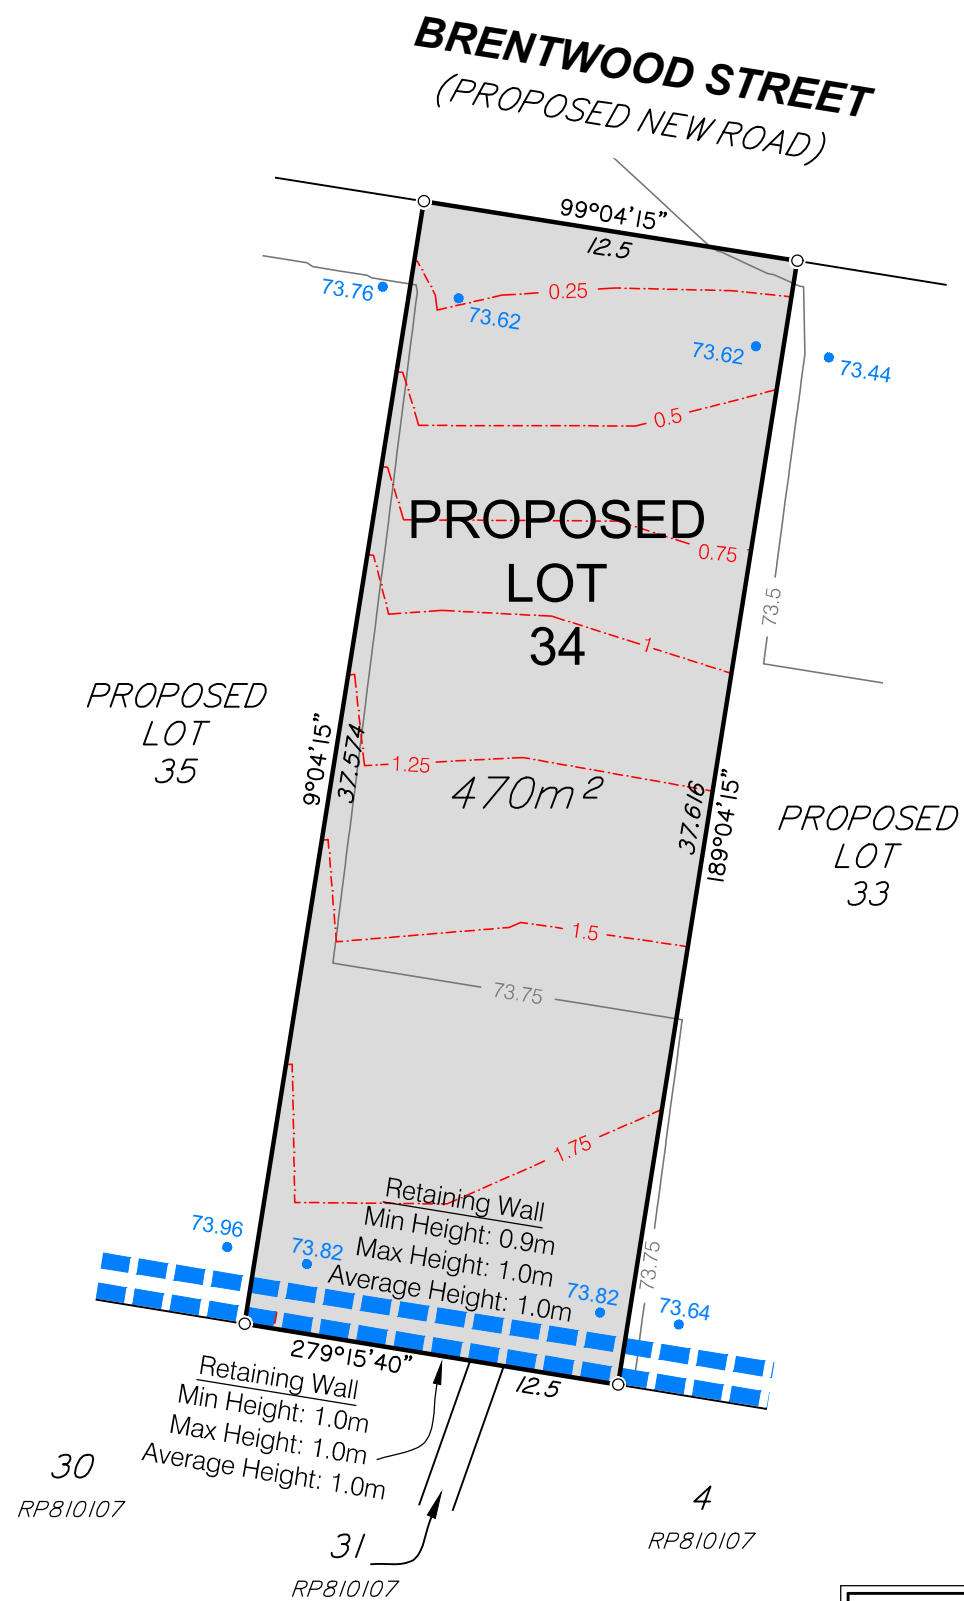 BRENTWOOD STREET
(PROPOSED NEW ROAD)
99°04'15"
12.5
73.76
73.62
0.25
73.62
73.44
0.5
PROPOSED
LOT
34
0.75
73.5
1
PROPOSED
LOT
35
9°04'15"
37.574
1.25
470m²
37.616
189°04'15"
PROPOSED
LOT
33
1.5
73.75
1.75
Retaining Wall
Min Height: 0.9m
Max Height: 1.0m
Average Height: 1.0m
73.96
73.82
73.82
73.64
73.75
279°15'40"
12.5
Retaining Wall
Min Height: 1.0m
Max Height: 1.0m
Average Height: 1.0m
30
RP810107
4
RP810107
31
RP810107